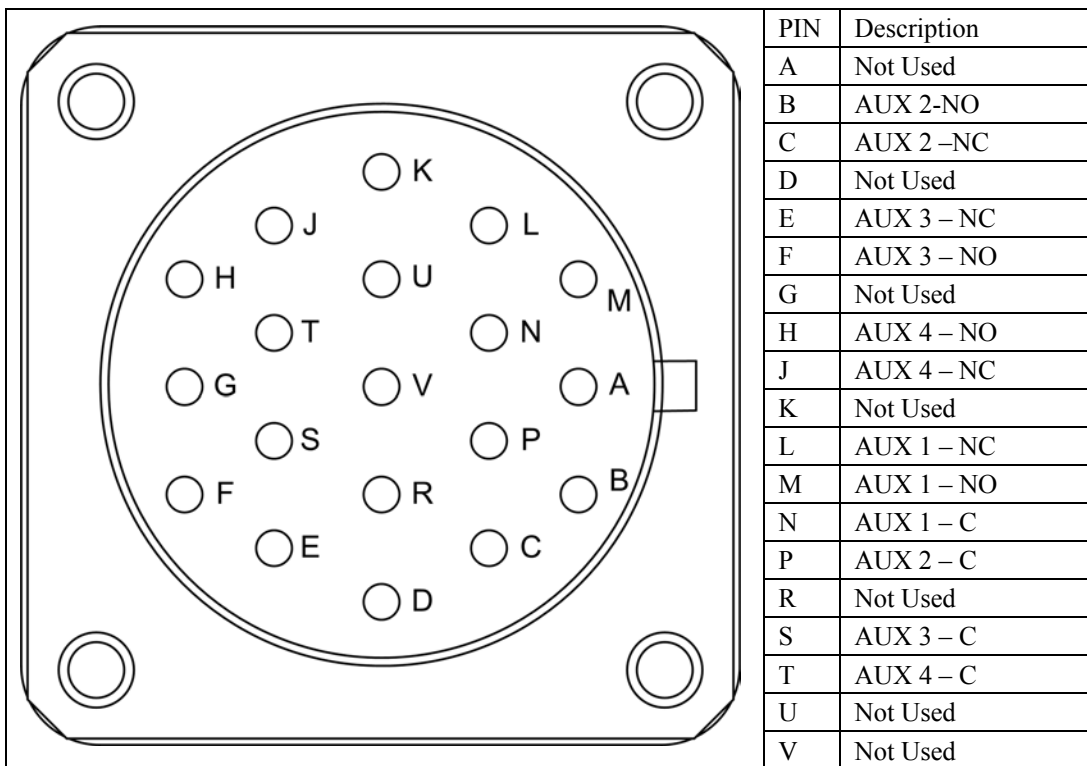 K
J
L
H
U
M
T
N
G
V
A
S
P
F
R
B
E
C
D
PIN Description
A Not Used
B AUX 2-NO
C AUX 2 –NC
D Not Used
E AUX 3 – NC
F AUX 3 – NO
G Not Used
H AUX 4 – NO
J AUX 4 – NC
K Not Used
L AUX 1 – NC
M AUX 1 – NO
N AUX 1 – C
P AUX 2 – C
R Not Used
S AUX 3 – C
T AUX 4 – C
U Not Used
V Not Used